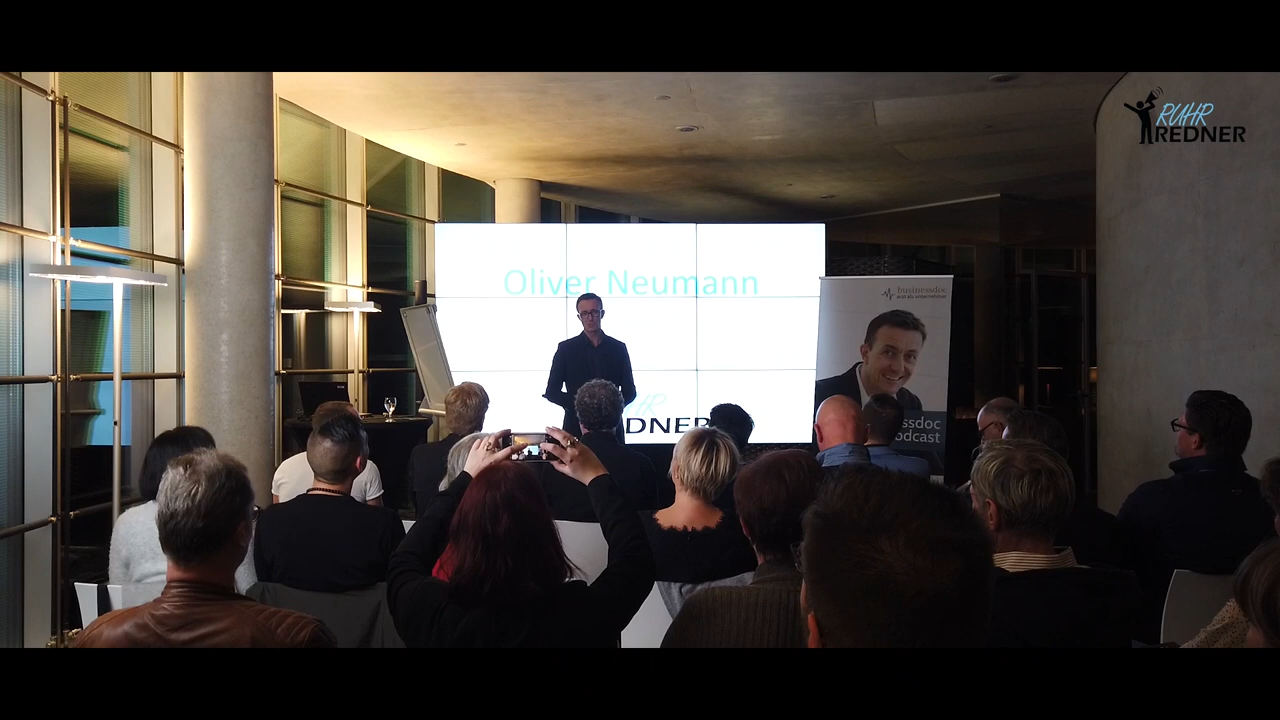 RUHR
REDNER
Oliver Neumann
businessdoc
arzt als unternehmer
DNER
ssdoc
odcast